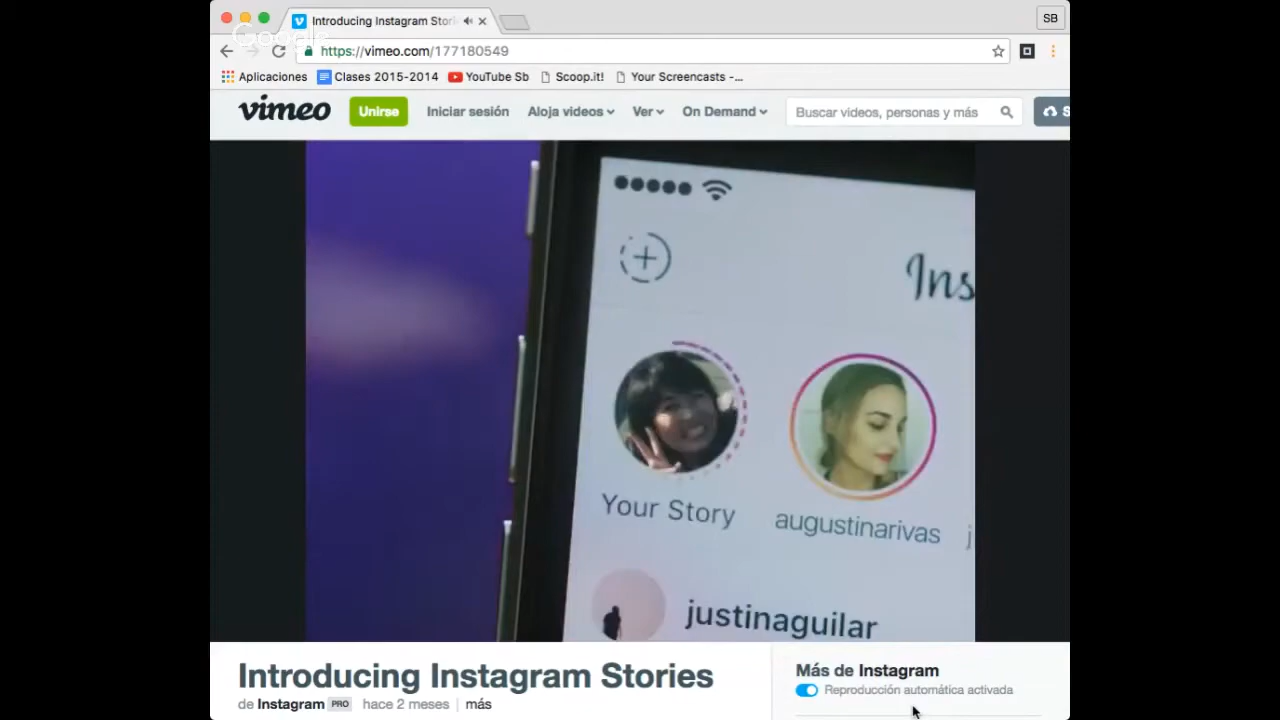 Introducing Instagram Stori
SB
Google
https://vimeo.com/177180549
Aplicaciones Clases 2015-2014 YouTube Sb Scoop.it! Your Screencasts -...
vimeo Unirse Iniciar sesión Aloja videos Ver On Demand Buscar videos, personas y más S
Ins
Your Story augustinarivas j
justinaguilar
Introducing Instagram Stories
de Instagram PRO hace 2 meses más
Más de Instagram
Reproducción automática activada